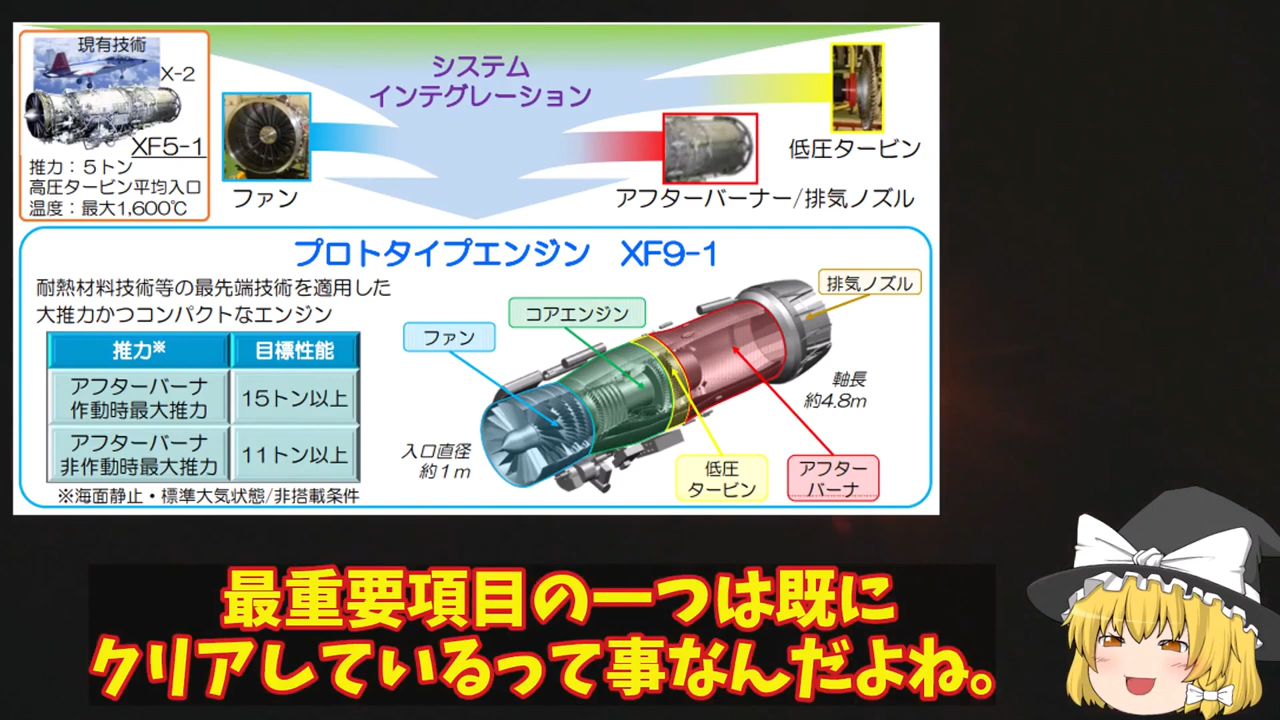 現有技術
X-2
XF5-1
推力：５トン
高圧タービン平均入口
温度：最大1,600℃
システム
インテグレーション
ファン
アフターバーナー/排気ノズル
低圧タービン
プロトタイプエンジン　XF9-1
耐熱材料技術等の最先端技術を適用した
大推力かつコンパクトなエンジン
推力※
目標性能
アフターバーナ
作動時最大推力
15トン以上
アフターバーナ
非作動時最大推力
11トン以上
※海面静止・標準大気状態/非搭載条件
ファン
コアエンジン
排気ノズル
軸長
約4.8m
入口直径
約１m
低圧
タービン
アフター
バーナ
最重要項目の一つは既に
クリアしているって事なんだよね。